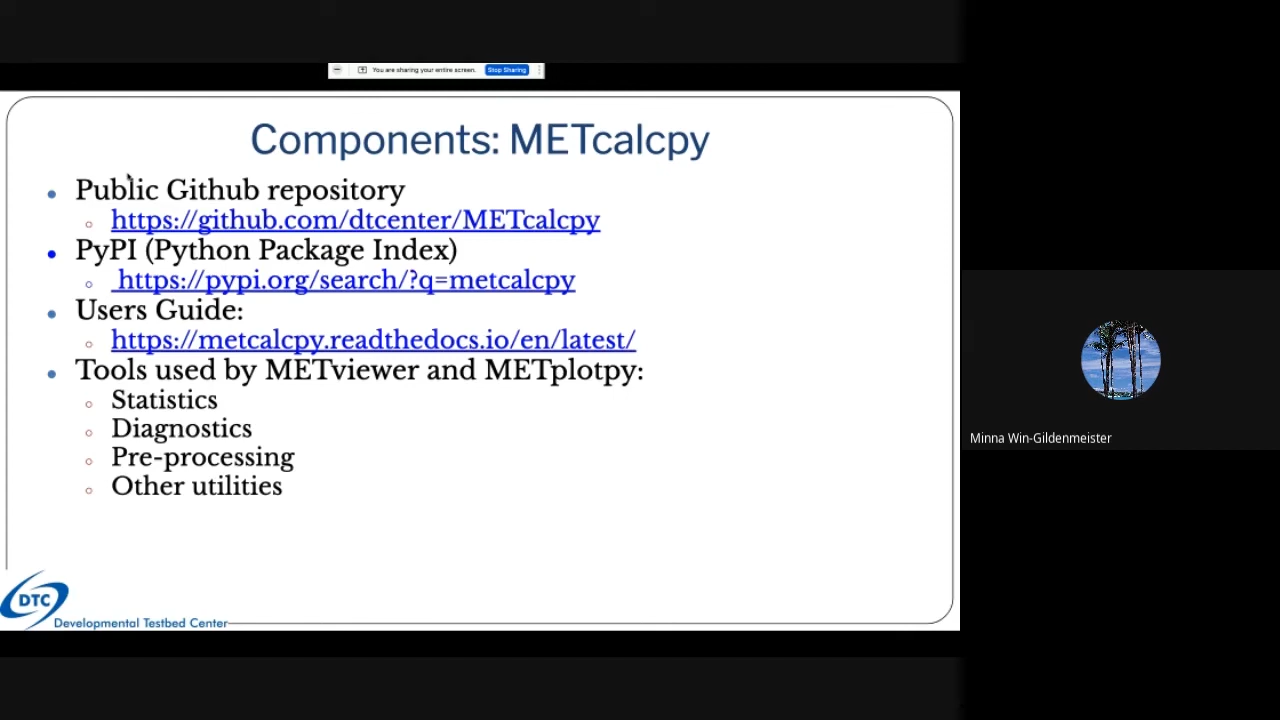 You are sharing your entire screen. Stop Sharing
Components: METcalcpy
Public Github repository
https://github.com/dtcenter/METcalcpy
PyPI (Python Package Index)
https://pypi.org/search/?q=metcalcpy
Users Guide:
https://metcalcpy.readthedocs.io/en/latest/
Tools used by METviewer and METplotpy:
Statistics
Diagnostics
Pre-processing
Other utilities
DTC
Developmental Testbed Center
Minna Win-Gildenmeister